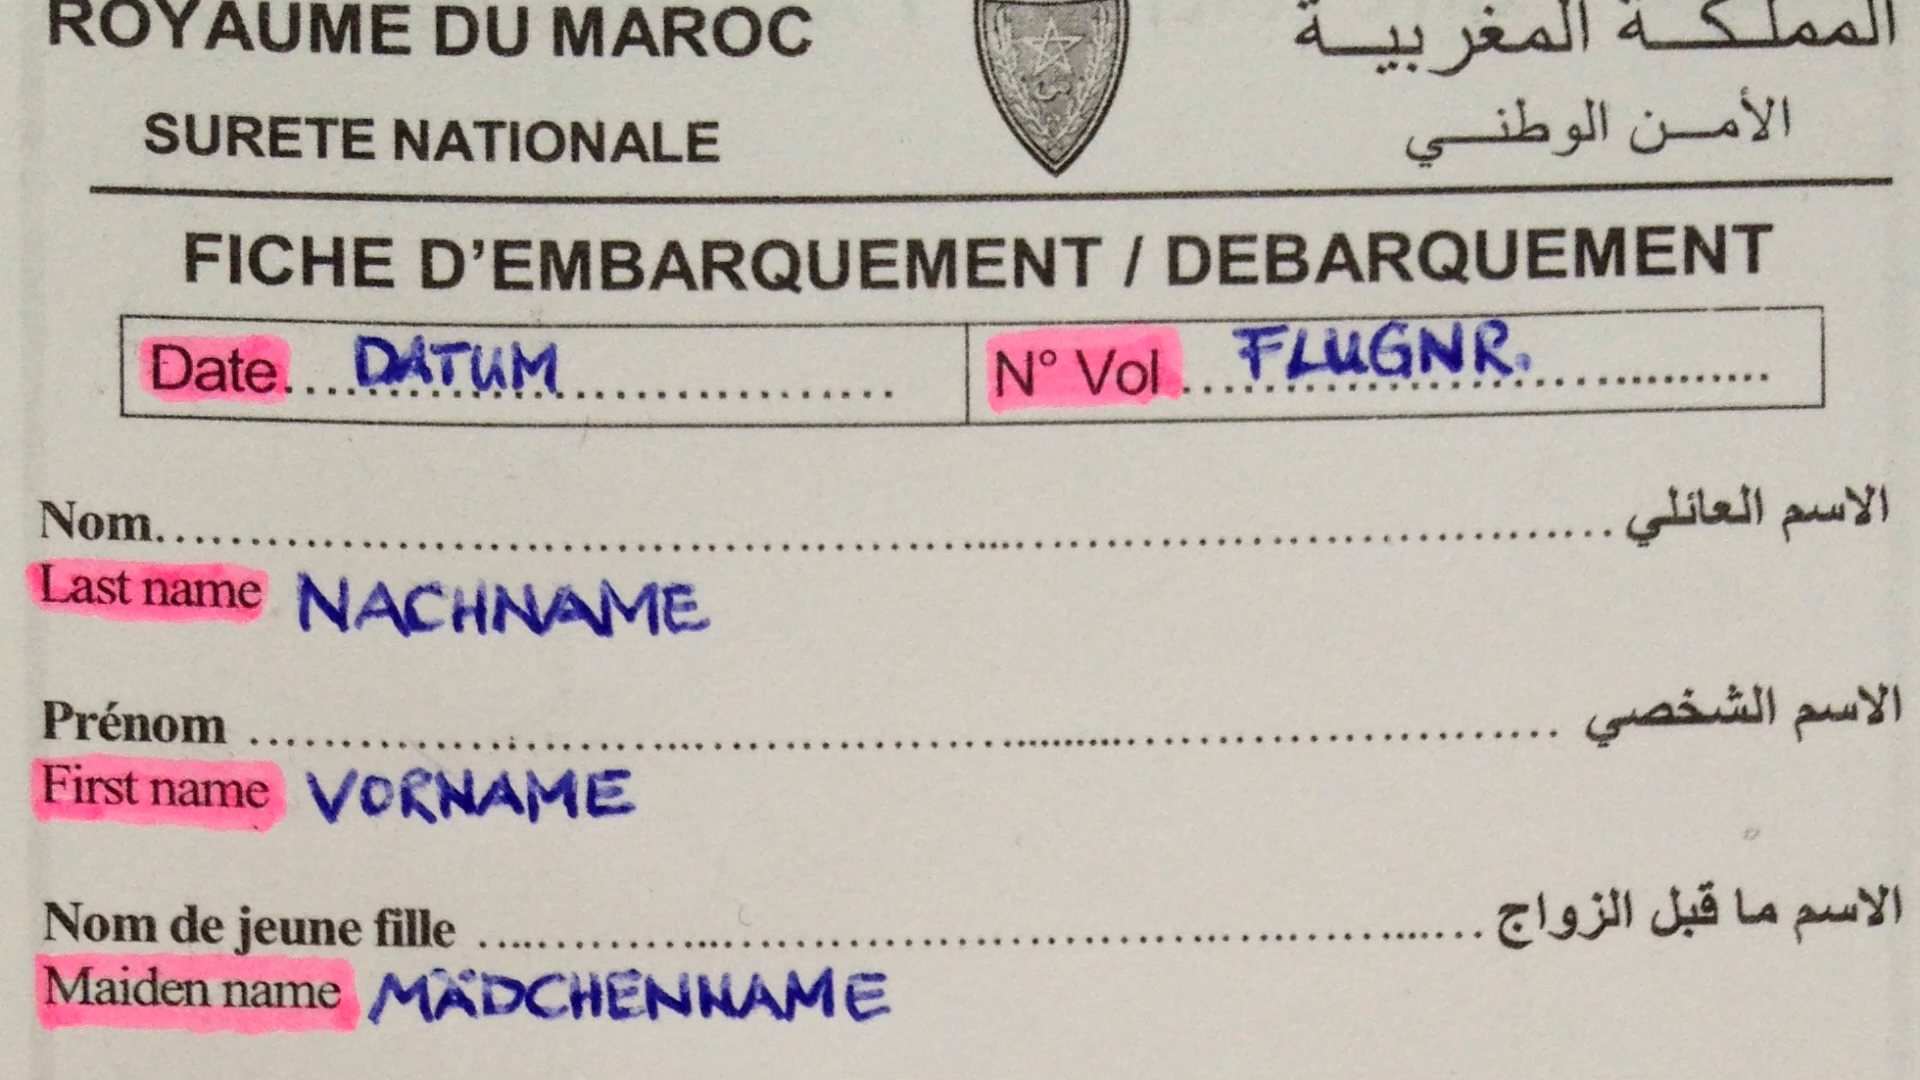 ROYAUME DU MAROC
المملكة المغربية
SURETE NATIONALE
الأمن الوطني
FICHE D'EMBARQUEMENT / DEBARQUEMENT
Date.... DATUM ........................
N° Vol ... FLUGNR. ...............
Nom........................................ الاسم العائلي
Last name NACHNAME
Prénom ........................................ الاسم الشخصي
First name VORNAME
Nom de jeune fille ........................................ الاسم ما قبل الزواج
Maiden name MÄDCHENNAME